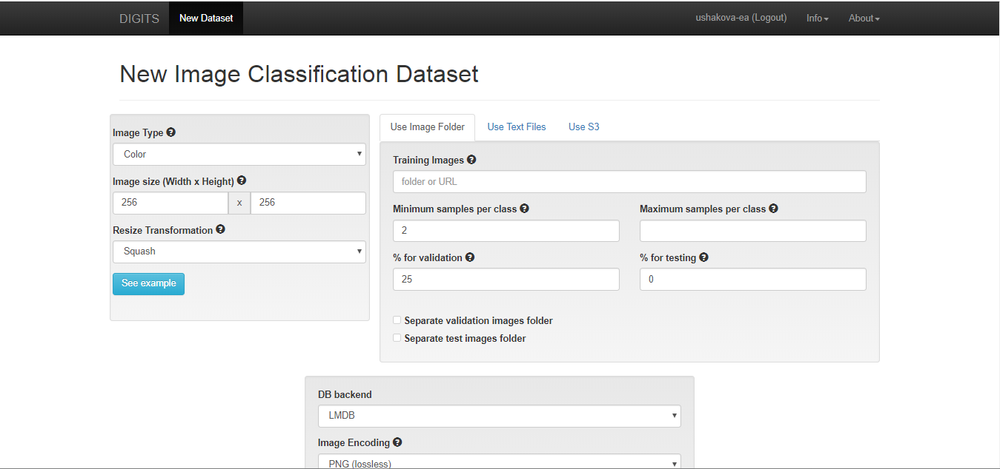 DIGITS New Dataset ushakova-ea (Logout) Info About
New Image Classification Dataset
Image Type
Color
Image size (Width x Height)
256 x 256
Resize Transformation
Squash
See example
Use Image Folder Use Text Files Use S3
Training Images
folder or URL
Minimum samples per class Maximum samples per class
2
% for validation % for testing
25 0
Separate validation images folder
Separate test images folder
DB backend
LMDB
Image Encoding
PNG (lossless)